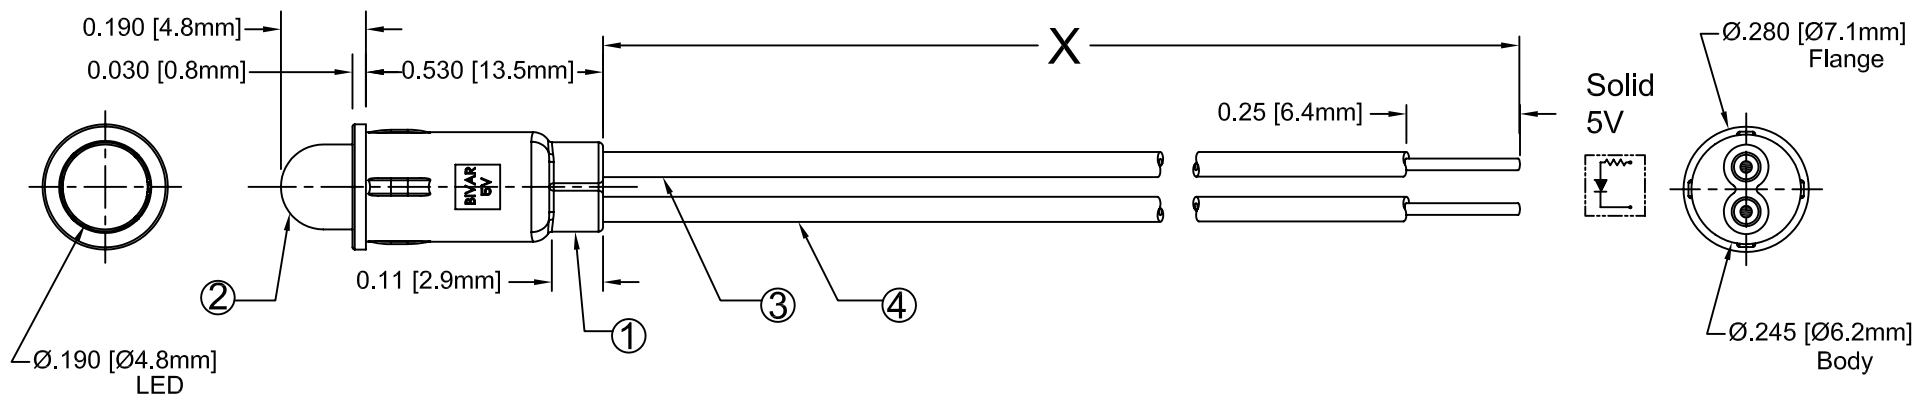 0.190 [4.8mm]
0.030 [0.8mm]
0.530 [13.5mm]
X
0.25 [6.4mm]
Solid
5V
Ø.280 [Ø7.1mm]
Flange
BIVAR
5V
0.11 [2.9mm]
2
3
4
1
Ø.190 [Ø4.8mm]
LED
Ø.245 [Ø6.2mm]
Body